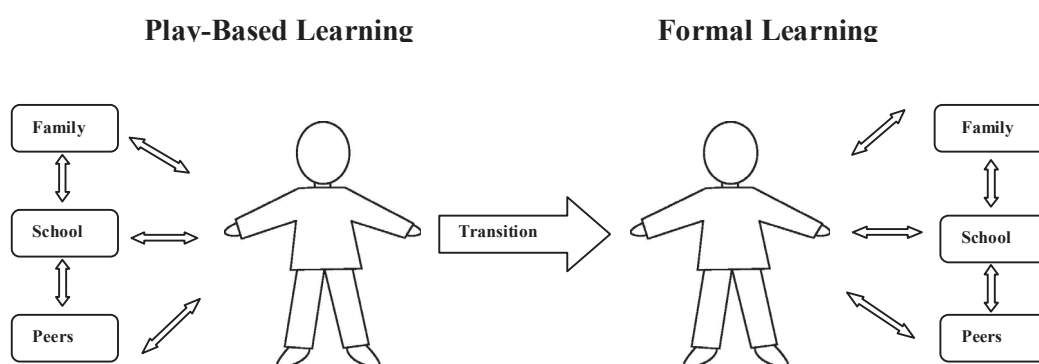 Play-Based Learning
Formal Learning
Family
School
Peers
Transition
Family
School
Peers